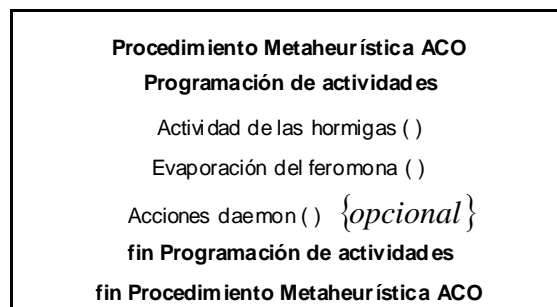 Procedimiento Metaheurística ACO
Programación de actividades
Actividad de las hormigas ( )
Evaporación del feromona ( )
Acciones daemon ( ) {opcional}
fin Programación de actividades
fin Procedimiento Metaheurística ACO